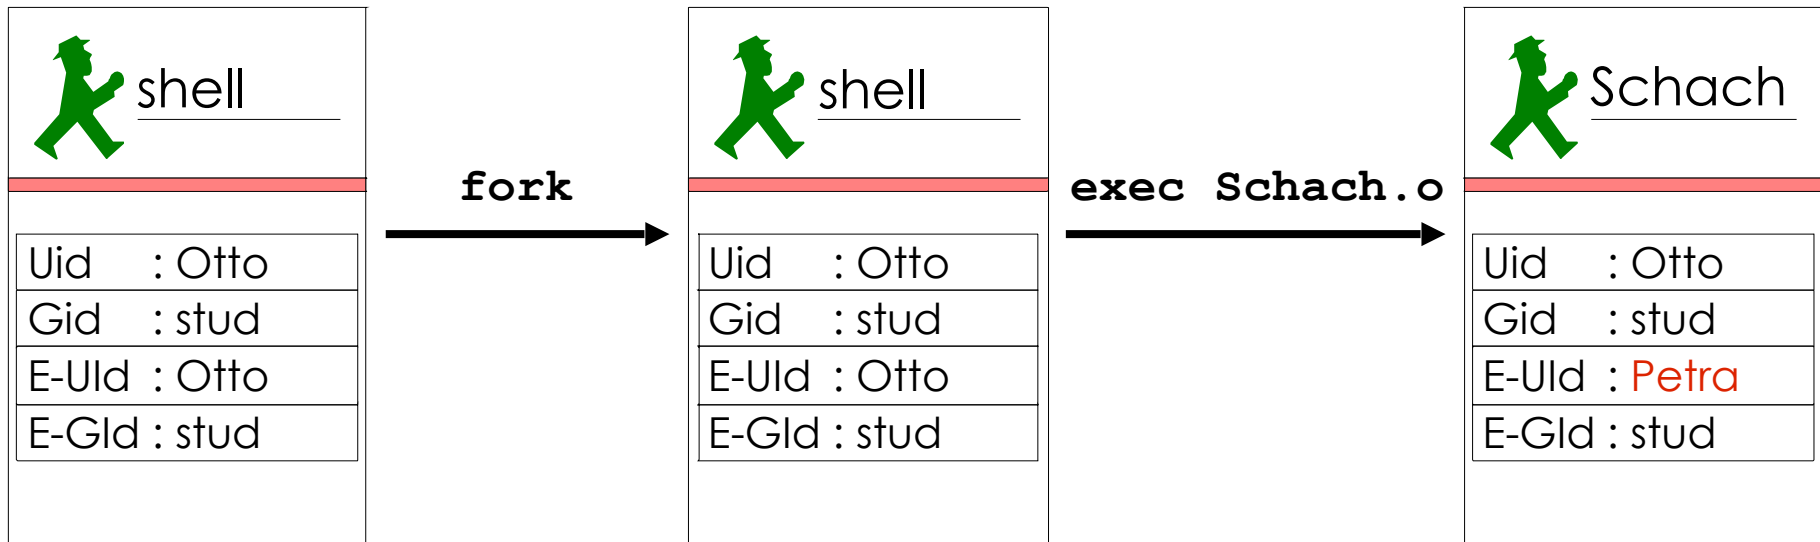 shell
Uid : Otto
Gid : stud
E-UId : Otto
E-GId : stud
fork
shell
Uid : Otto
Gid : stud
E-UId : Otto
E-GId : stud
exec Schach.o
Schach
Uid : Otto
Gid : stud
E-UId : Petra
E-GId : stud